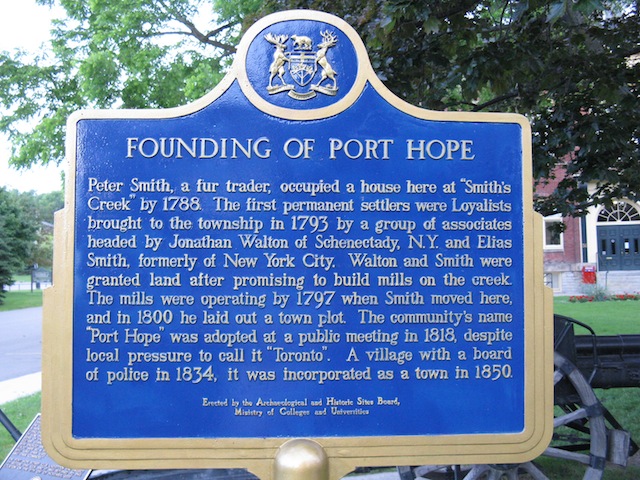 FOUNDING OF PORT HOPE
Peter Smith, a fur trader, occupied a house here at "Smith's
Creek" by 1788. The first permanent settlers were Loyalists
brought to the township in 1793 by a group of associates
headed by Jonathan Walton of Schenectady, N.Y. and Elias
Smith, formerly of New York City. Walton and Smith were
granted land after promising to build mills on the creek.
The mills were operating by 1797 when Smith moved here,
and in 1800 he laid out a town plot. The community's name
"Port Hope" was adopted at a public meeting in 1818, despite
local pressure to call it "Toronto". A village with a board
of police in 1834, it was incorporated as a town in 1850.
Erected by the Archaeological and Historic Sites Board,
Ministry of Colleges and Universities